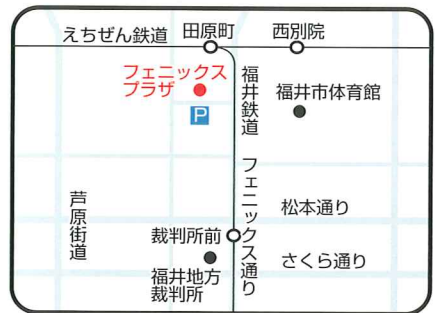 えちぜん鉄道
田原町
西別院
フェニックス
プラザ
P
福井鉄道
福井市体育館
フェニックス通り
芦原街道
松本通り
裁判所前
さくら通り
福井地方
裁判所